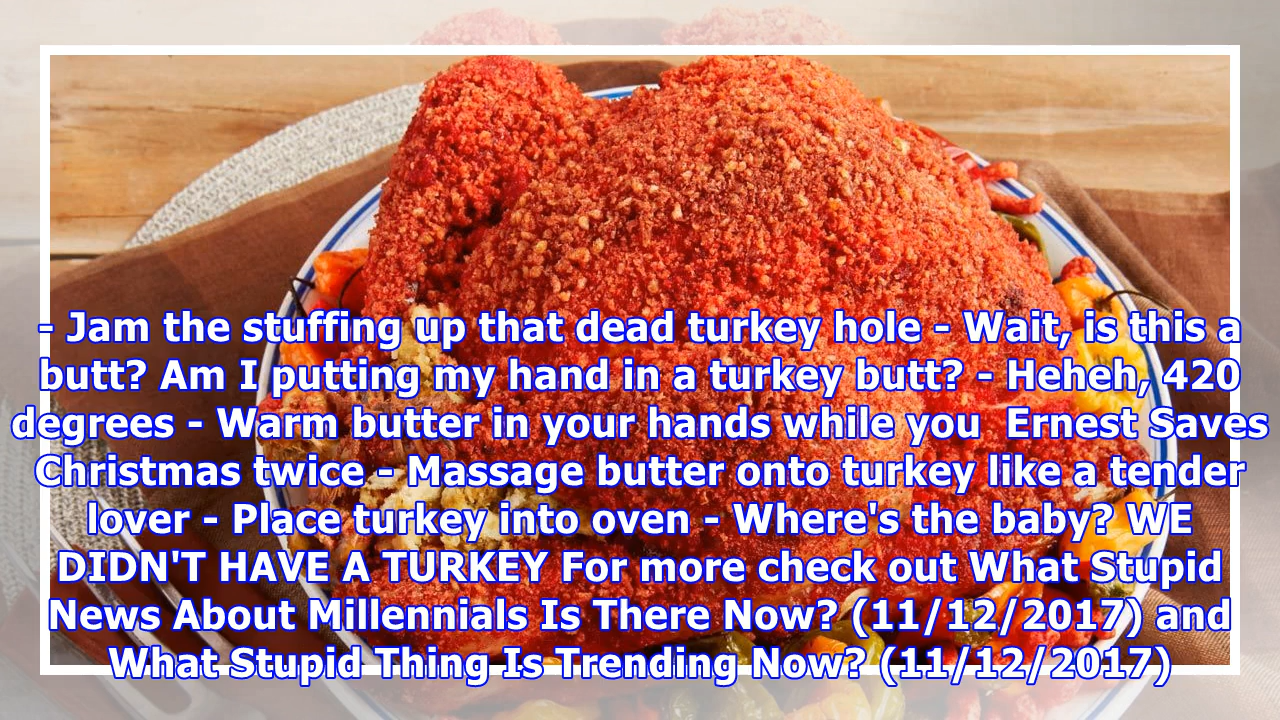 - Jam the stuffing up that dead turkey hole - Wait, is this a
butt? Am I putting my hand in a turkey butt? - Heheh, 420
degrees - Warm butter in your hands while you  Ernest Saves
Christmas twice - Massage butter onto turkey like a tender
lover - Place turkey into oven - Where's the baby? WE
DIDN'T HAVE A TURKEY For more check out What Stupid
News About Millennials Is There Now? (11/12/2017) and
What Stupid Thing Is Trending Now? (11/12/2017)